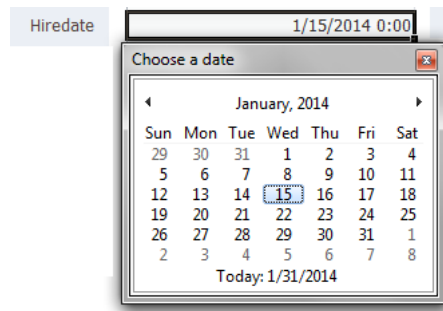 Hiredate 1/15/2014 0:00
Choose a date
January, 2014
Sun Mon Tue Wed Thu Fri Sat
29 30 31 1 2 3 4
5 6 7 8 9 10 11
12 13 14 15 16 17 18
19 20 21 22 23 24 25
26 27 28 29 30 31 1
2 3 4 5 6 7 8
Today: 1/31/2014